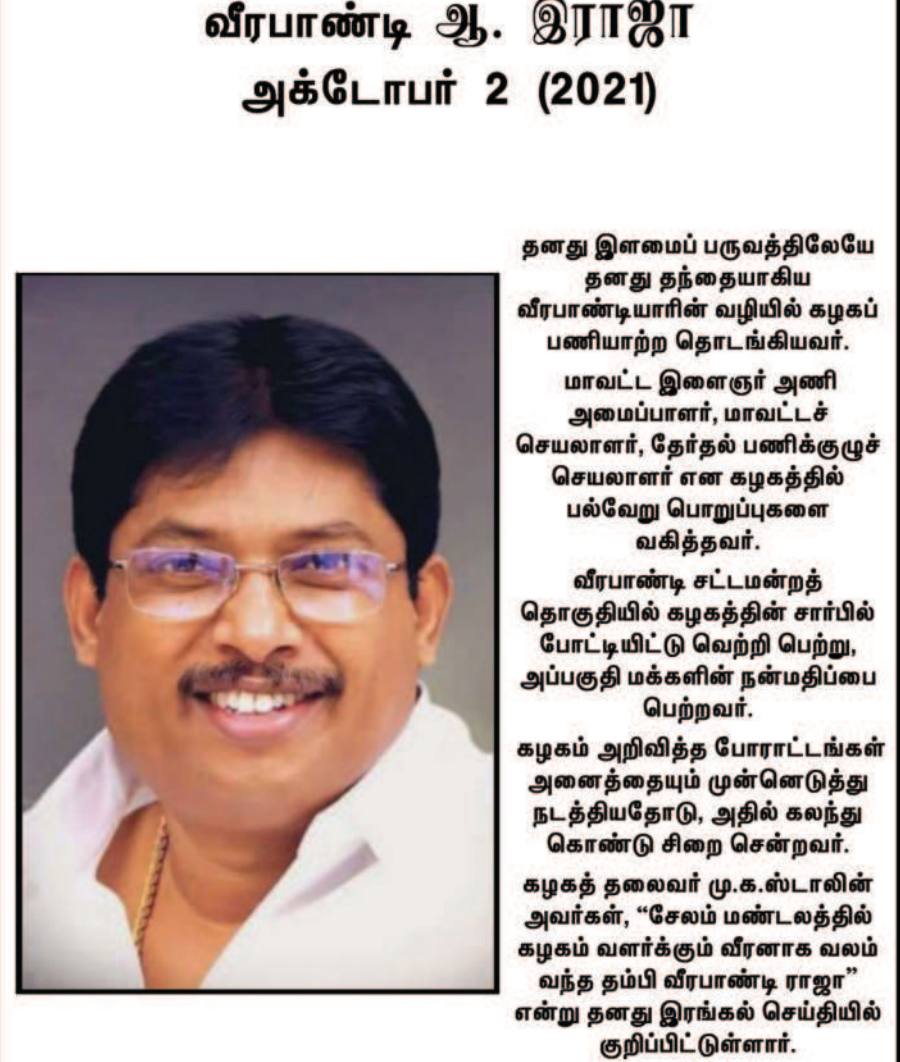 வீரபாண்டி ஆ. இராஜா
அக்டோபர் 2 (2021)
தனது இளமைப் பருவத்திலேயே
தனது தந்தையாகிய
வீரபாண்டியாரின் வழியில் கழகப்
பணியாற்ற தொடங்கியவர்.
மாவட்ட இளைஞர் அணி
அமைப்பாளர், மாவட்டச்
செயலாளர், தேர்தல் பணிக்குழுச்
செயலாளர் என கழகத்தில்
பல்வேறு பொறுப்புகளை
வகித்தவர்.
வீரபாண்டி சட்டமன்றத்
தொகுதியில் கழகத்தின் சார்பில்
போட்டியிட்டு வெற்றி பெற்று,
அப்பகுதி மக்களின் நன்மதிப்பை
பெற்றவர்.
கழகம் அறிவித்த போராட்டங்கள்
அனைத்தையும் முன்னெடுத்து
நடத்தியதோடு, அதில் கலந்து
கொண்டு சிறை சென்றவர்.
கழகத் தலைவர் மு.க.ஸ்டாலின்
அவர்கள், “சேலம் மண்டலத்தில்
கழகம் வளர்க்கும் வீரனாக வலம்
வந்த தம்பி வீரபாண்டி ராஜா”
என்று தனது இரங்கல் செய்தியில்
குறிப்பிட்டுள்ளார்.